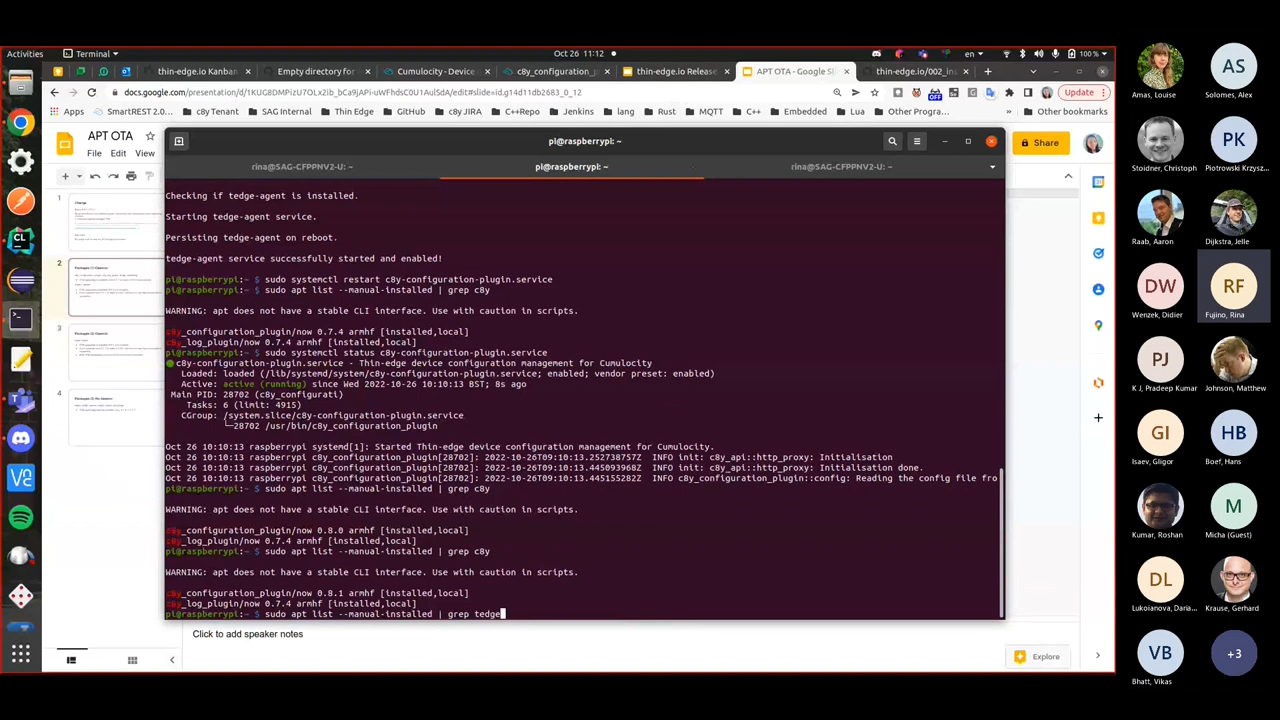 Activities
Terminal
Oct 26 11:12
en
100 %
thin-edge.io Kanban
Empty directory for
Cumulocity - Device
c8y_configuration_
thin-edge.io Release
APT OTA - Google Sl
thin-edge.io/002_in
docs.google.com
Update
Apps
SmartREST 2.0
c8y Tenant
SAG Internal
Thin Edge
GitHub
c8y JIRA
C++Repo
Jenkins
lang
Rust
MQTT
C++
Embedded
Lua
Other Program
Other bookmarks
APT OTA
File
Edit
View
Share
1
2
3
4
pi@raspberrypi: ~
rina@SAG-CFPPNV2-U: ~
pi@raspberrypi: ~
rina@SAG-CFPPNV2-U: ~
Checking if tedge-agent is installed.
Starting tedge-agent service.
Persisting tedge-agent on reboot.
tedge-agent service successfully started and enabled!
pi@raspberrypi:~ $ sudo systemctl restart c8y-configuration-plugin.service
pi@raspberrypi:~ $ sudo apt list --manual-installed | grep c8y
WARNING: apt does not have a stable CLI interface. Use with caution in scripts.
c8y_configuration_plugin/now 0.7.4 armhf [installed,local]
c8y_log_plugin/now 0.7.4 armhf [installed,local]
pi@raspberrypi:~ $ sudo systemctl status c8y-configuration-plugin.service
● c8y-configuration-plugin.service - Thin-edge device configuration management for Cumulocity
Loaded: loaded (/lib/systemd/system/c8y-configuration-plugin.service; enabled; vendor preset: enabled)
Active: active (running) since Wed 2022-10-26 10:10:13 BST; 8s ago
Main PID: 28702 (c8y_configurati)
Tasks: 6 (limit: 4915)
CGroup: /system.slice/c8y-configuration-plugin.service
└─28702 /usr/bin/c8y_configuration_plugin
Oct 26 10:10:13 raspberrypi systemd[1]: Started Thin-edge device configuration management for Cumulocity.
Oct 26 10:10:13 raspberrypi c8y_configuration_plugin[28702]: 2022-10-26T09:10:13.252738757Z  INFO init: c8y_api::http_proxy: Initialisation
Oct 26 10:10:13 raspberrypi c8y_configuration_plugin[28702]: 2022-10-26T09:10:13.445093968Z  INFO init: c8y_api::http_proxy: Initialisation done.
Oct 26 10:10:13 raspberrypi c8y_configuration_plugin[28702]: 2022-10-26T09:10:13.445155282Z  INFO c8y_configuration_plugin::config: Reading the config file fro
pi@raspberrypi:~ $ sudo apt list --manual-installed | grep c8y
WARNING: apt does not have a stable CLI interface. Use with caution in scripts.
c8y_configuration_plugin/now 0.8.0 armhf [installed,local]
c8y_log_plugin/now 0.7.4 armhf [installed,local]
pi@raspberrypi:~ $ sudo apt list --manual-installed | grep c8y
WARNING: apt does not have a stable CLI interface. Use with caution in scripts.
c8y_configuration_plugin/now 0.8.1 armhf [installed,local]
c8y_log_plugin/now 0.7.4 armhf [installed,local]
pi@raspberrypi:~ $ sudo apt list --manual-installed | grep tedge
Click to add speaker notes
Explore
Amas, Louise
AS
Solomes, Alex
Stoidner, Christoph
PK
Piotrowski Krzysz...
Raab, Aaron
Dijkstra, Jelle
DW
Wenzek, Didier
RF
Fujino, Rina
PJ
K J, Pradeep Kumar
Johnson, Matthew
GI
Isaev, Gligor
HB
Boef, Hans
Kumar, Roshan
M
Micha (Guest)
DL
Lukoianova, Daria...
Krause, Gerhard
VB
Bhatt, Vikas
+3